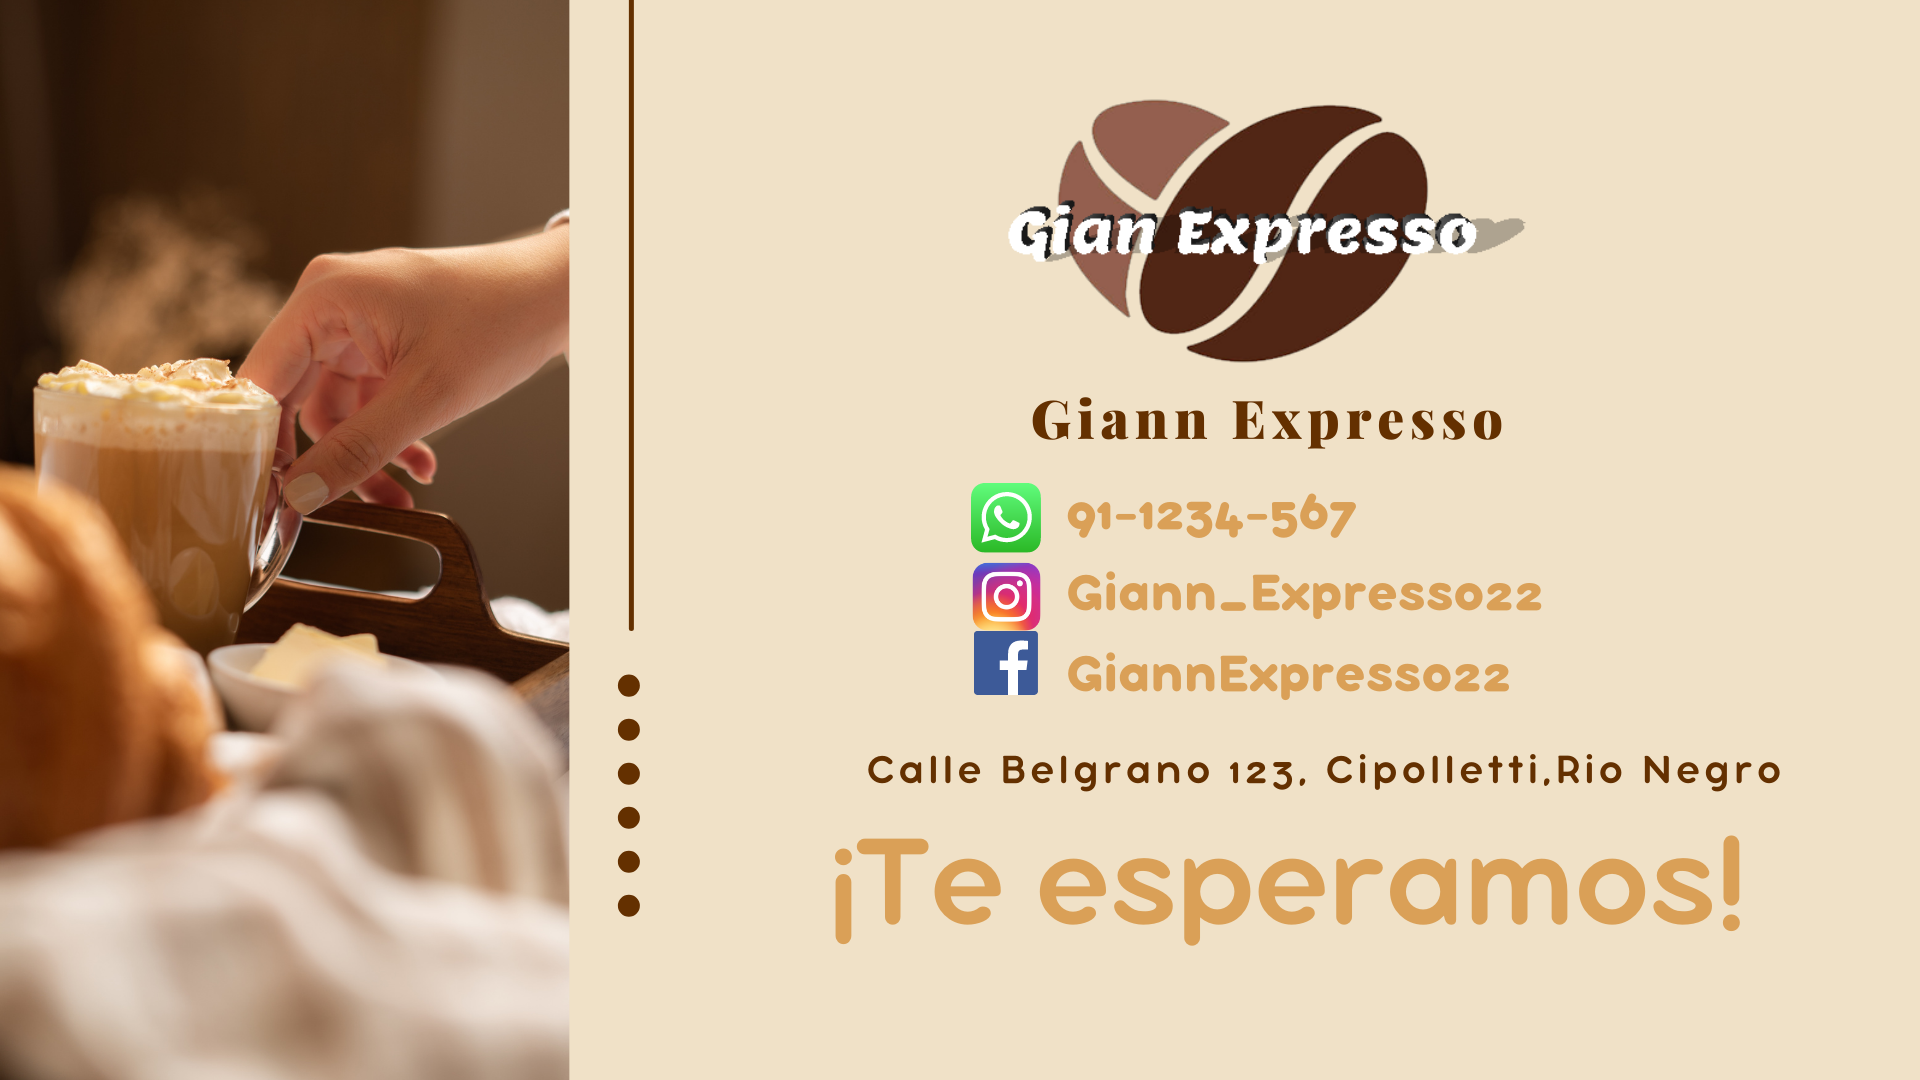 Gian Expresso
Giann Expresso
91-1234-567
Giann_Expresso22
GiannExpresso22
Calle Belgrano 123, Cipolletti,Rio Negro
¡Te esperamos!